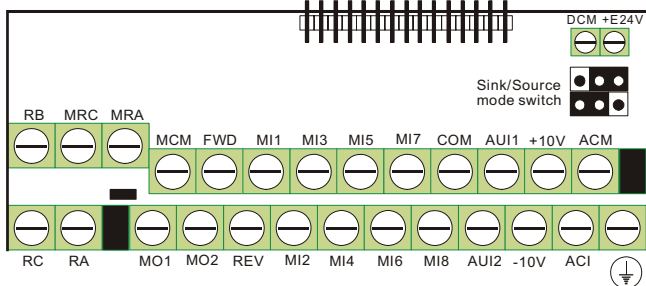 DCM +E24V
Sink/Source
mode switch
RB MRC MRA
MCM FWD MI1 MI3 MI5 MI7 COM AUI1 +10V ACM
RC RA MO1 MO2 REV MI2 MI4 MI6 MI8 AUI2 -10V ACI